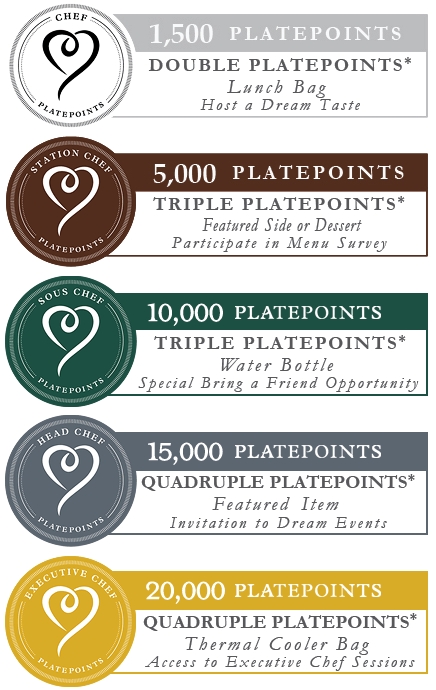 CHEF
PLATEPOINTS
1,500 PLATEPOINTS
DOUBLE PLATEPOINTS*
Lunch Bag
Host a Dream Taste
STATION CHEF
PLATEPOINTS
5,000 PLATEPOINTS
TRIPLE PLATEPOINTS*
Featured Side or Dessert
Participate in Menu Survey
SOUS CHEF
PLATEPOINTS
10,000 PLATEPOINTS
TRIPLE PLATEPOINTS*
Water Bottle
Special Bring a Friend Opportunity
HEAD CHEF
PLATEPOINTS
15,000 PLATEPOINTS
QUADRUPLE PLATEPOINTS*
Featured Item
Invitation to Dream Events
EXECUTIVE CHEF
PLATEPOINTS
20,000 PLATEPOINTS
QUADRUPLE PLATEPOINTS*
Thermal Cooler Bag
Access to Executive Chef Sessions